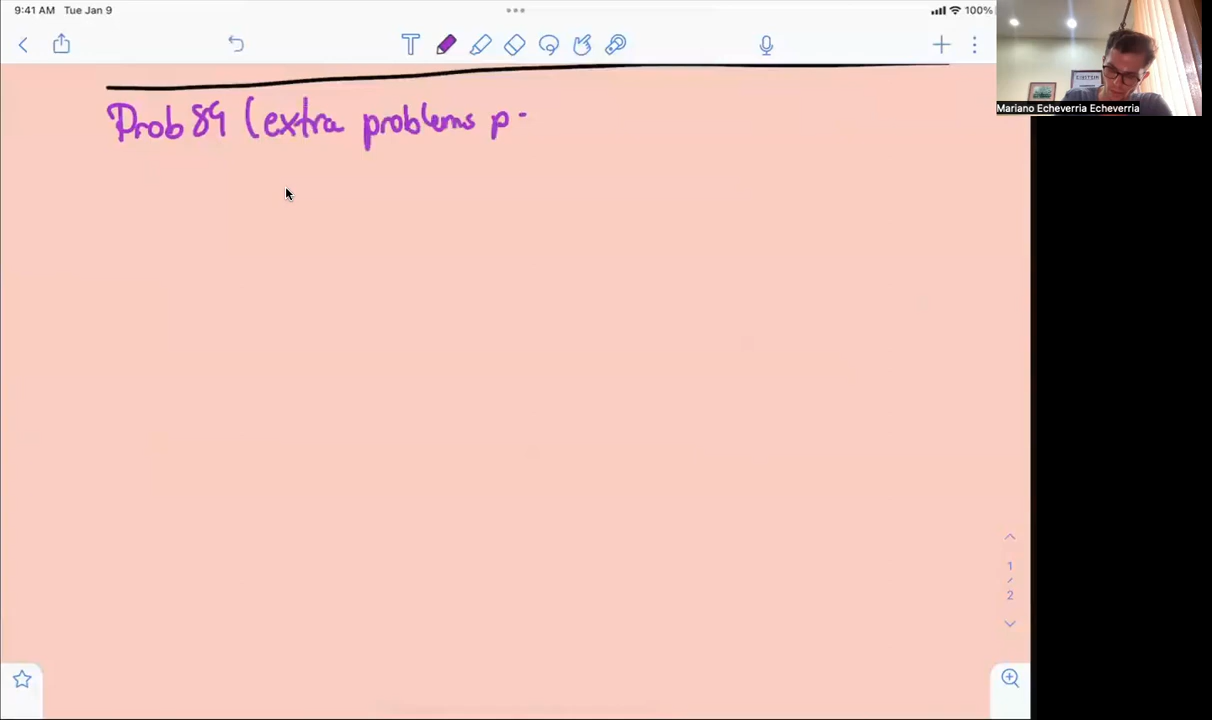 9:41 AM Tue Jan 9
100%
Mariano Echeverria Echeverria
Prob 89 (extra problems p -
1
/
2